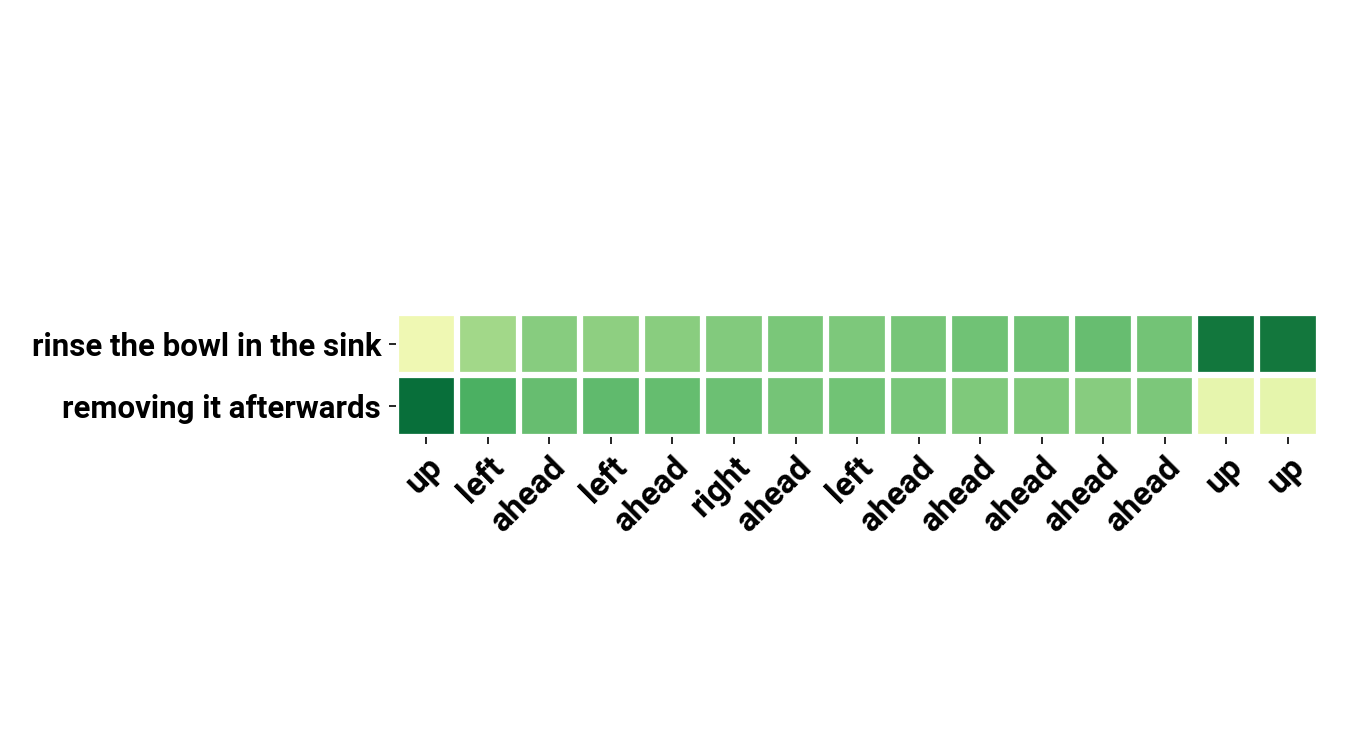 rinse the bowl in the sink
removing it afterwards
up left ahead left ahead right ahead left ahead ahead ahead ahead ahead up up